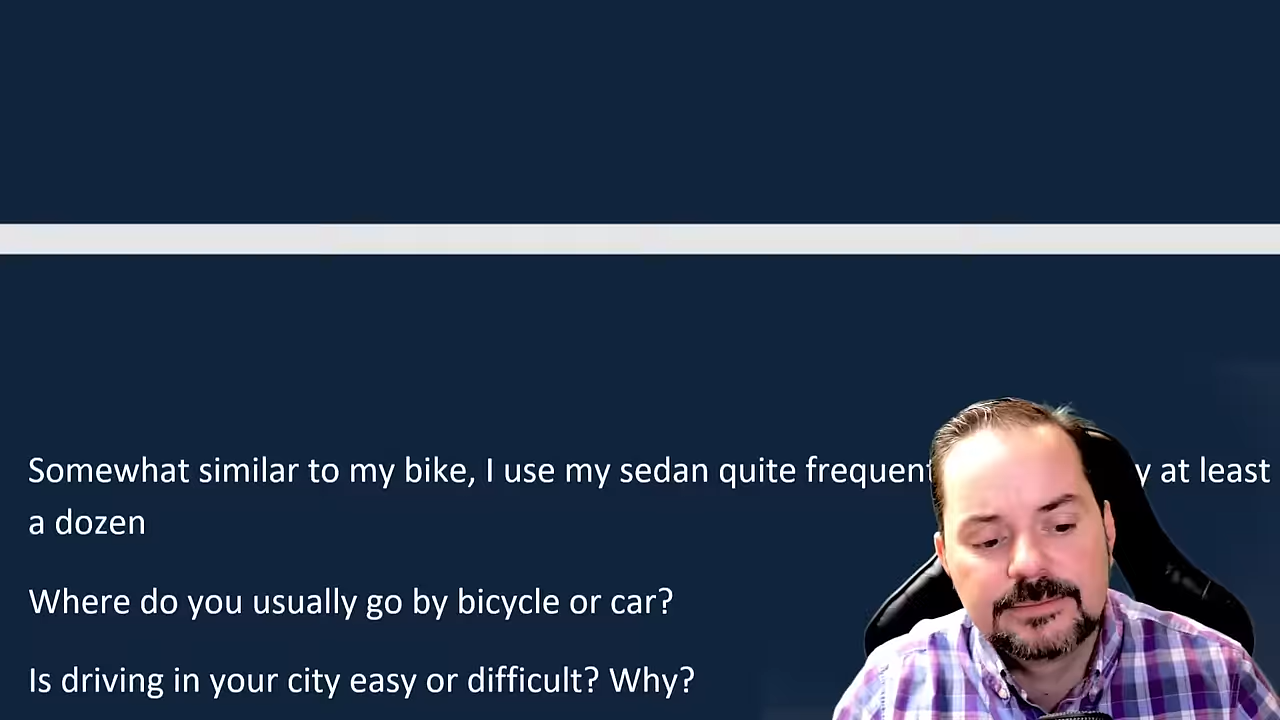 Somewhat similar to my bike, I use my sedan quite frequent y at least
a dozen
Where do you usually go by bicycle or car?
Is driving in your city easy or difficult? Why?